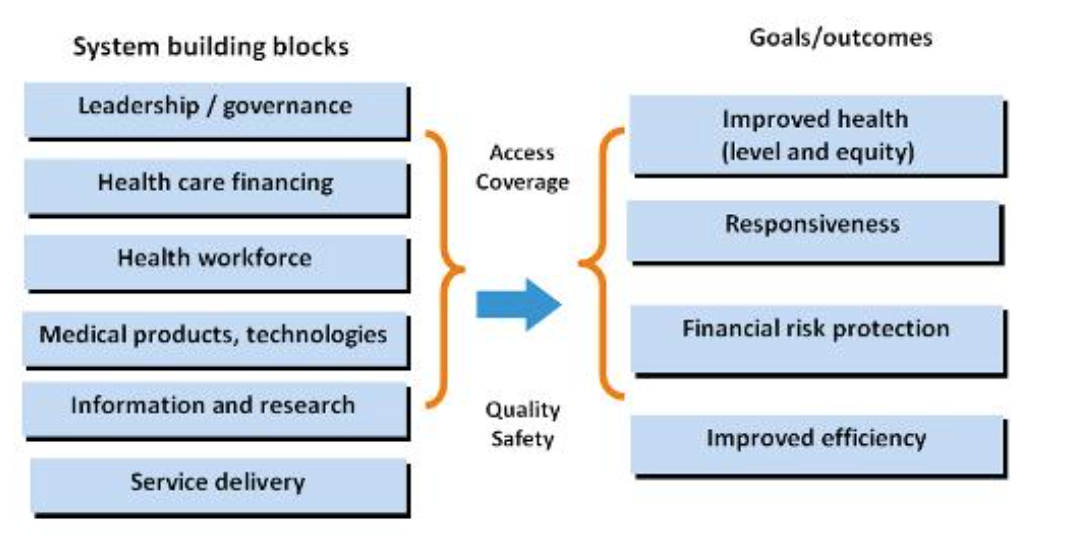 System building blocks
Leadership / governance
Health care financing
Health workforce
Medical products, technologies
Information and research
Service delivery
Access
Coverage
Quality
Safety
Goals/outcomes
Improved health
(level and equity)
Responsiveness
Financial risk protection
Improved efficiency